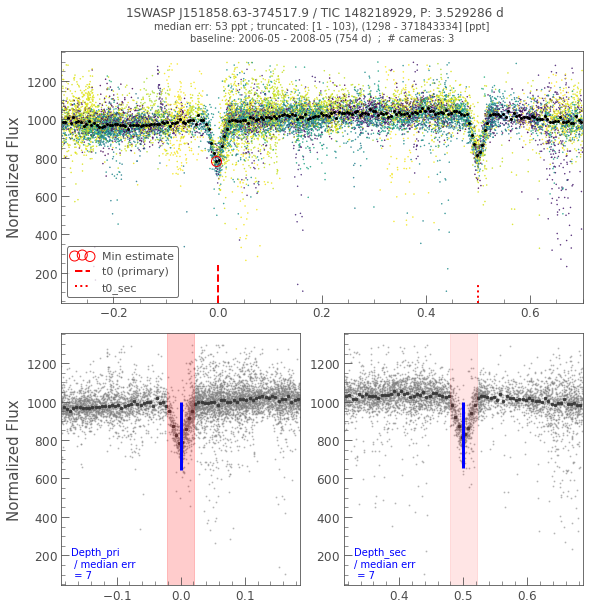 1SWASP J151858.63-374517.9 / TIC 148218929, P: 3.529286 d
median err: 53 ppt ; truncated: [1 - 103), (1298 - 371843334] [ppt]
baseline: 2006-05 - 2008-05 (754 d)  ;  # cameras: 3
Normalized Flux
1200
1000
800
600
400
200
Min estimate
t0 (primary)
t0_sec
−0.2
0.0
0.2
0.4
0.6
Normalized Flux
1200
1000
800
600
400
200
Depth_pri
/ median err
= 7
−0.1
0.0
0.1
1200
1000
800
600
400
200
Depth_sec
/ median err
= 7
0.4
0.5
0.6